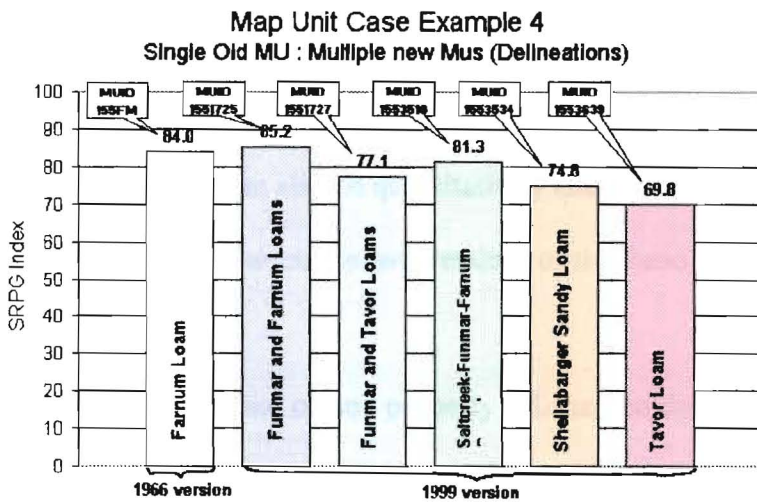 Map Unit Case Example 4
Single Old MU : Multiple new Mus (Delineations)
MUID
155FM
MUID
1551725
MUID
1551727
MUID
MUID
MUID
100
90
80
70
60
50
40
30
20
10
0
SRPG Index
84.0
85.2
77.1
81.3
74.8
69.8
Farnum Loam
Funmar and Farnum Loams
Funmar and Tavor Loams
Saltcreek-Funmar-Farnum
Shellabarger Sandy Loam
Tavor Loam
1966 version
1999 version